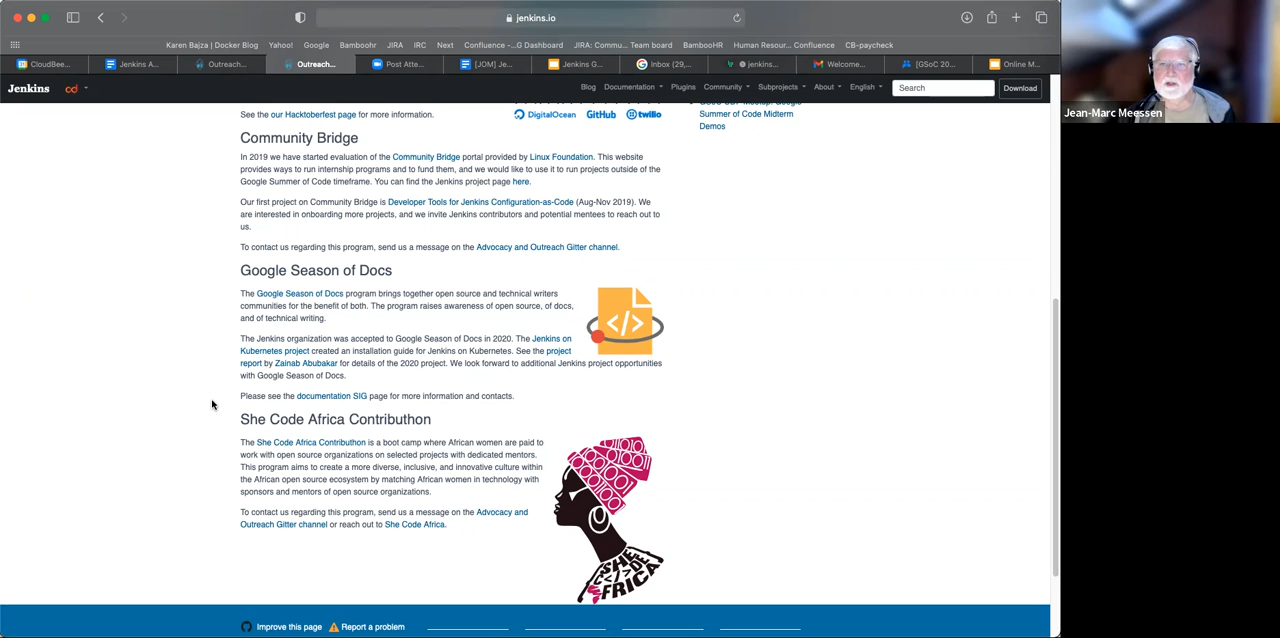 jenkins.io
Karen Bajza | Docker Blog Yahoo! Google Bamboohr JIRA IRC Next Confluence -...G Dashboard JIRA: Commu... Team board BambooHR Human Resour... Confluence CB-paycheck
CloudBee... Jenkins A... Outreach... Outreach... Post Atte... [JOM] Je... Jenkins G... Inbox (29,... jenkins... Welcome... [GSoC 20... Online M...
Jenkins cd Blog Documentation Plugins Community Subprojects About English Search Download
See the our Hacktoberfest page for more information.
DigitalOcean GitHub twilio
Summer of Code Midterm
Demos
Community Bridge
In 2019 we have started evaluation of the Community Bridge portal provided by Linux Foundation. This website
provides ways to run internship programs and to fund them, and we would like to use it to run projects outside of the
Google Summer of Code timeframe. You can find the Jenkins project page here.
Our first project on Community Bridge is Developer Tools for Jenkins Configuration-as-Code (Aug-Nov 2019). We
are interested in onboarding more projects, and we invite Jenkins contributors and potential mentees to reach out to
us.
To contact us regarding this program, send us a message on the Advocacy and Outreach Gitter channel.
Google Season of Docs
The Google Season of Docs program brings together open source and technical writers
communities for the benefit of both. The program raises awareness of open source, of docs,
and of technical writing.
The Jenkins organization was accepted to Google Season of Docs in 2020. The Jenkins on
Kubernetes project created an installation guide for Jenkins on Kubernetes. See the project
report by Zainab Abubakar for details of the 2020 project. We look forward to additional Jenkins project opportunities
with Google Season of Docs.
Please see the documentation SIG page for more information and contacts.
She Code Africa Contributhon
The She Code Africa Contributhon is a boot camp where African women are paid to
work with open source organizations on selected projects with dedicated mentors.
This program aims to create a more diverse, inclusive, and innovative culture within
the African open source ecosystem by matching African women in technology with
sponsors and mentors of open source organizations.
To contact us regarding this program, send us a message on the Advocacy and
Outreach Gitter channel or reach out to She Code Africa.
</>
SHE
C</>DE
AFRICA
Improve this page Report a problem
Jean-Marc Meessen